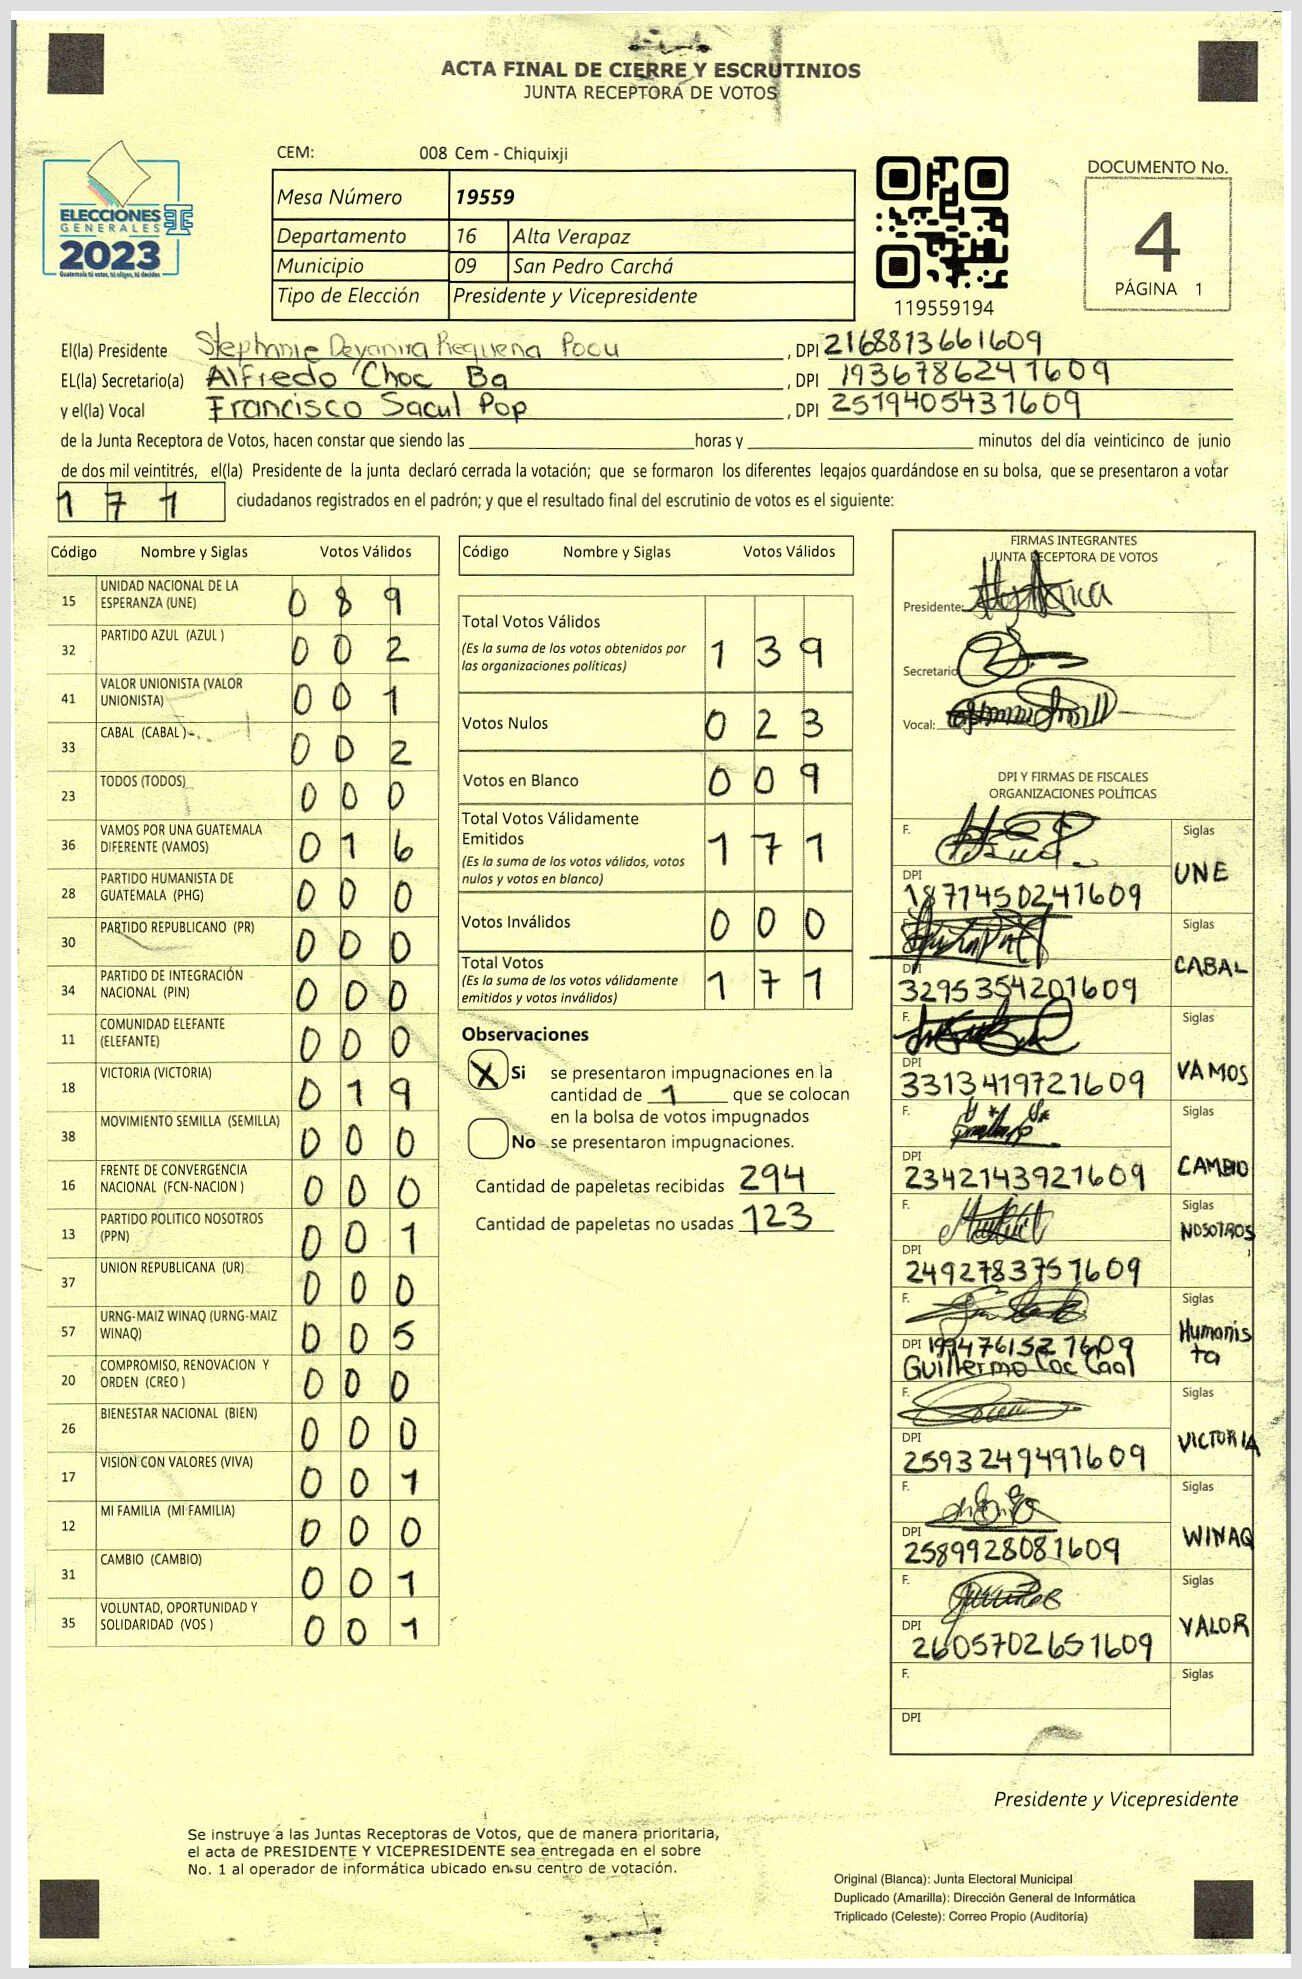 ACTA FINAL DE CIERRE Y ESCRUTINIOS
JUNTA RECEPTORA DE VOTOS
CEM: 008 Cem - Chiquixji
ELECCIONES
GENERALES
2023
Guatemala tú votas, tú eliges, tú decides
Mesa Número 19559
Departamento 16 Alta Verapaz
Municipio 09 San Pedro Carchá
Tipo de Elección Presidente y Vicepresidente
119559194
DOCUMENTO No.
4
PÁGINA 1
El(la) Presidente Stephanie Deyanira Requena Pocu , DPI 2168813661609
EL(la) Secretario(a) Alfredo Choc Ba , DPI 1936786241609
y el(la) Vocal Francisco Sacul Pop , DPI 2519405431609
de la Junta Receptora de Votos, hacen constar que siendo las horas y minutos del día veinticinco de junio
de dos mil veintitrés, el(la) Presidente de la junta declaró cerrada la votación; que se formaron los diferentes legajos guardándose en su bolsa, que se presentaron a votar
171 ciudadanos registrados en el padrón; y que el resultado final del escrutinio de votos es el siguiente:
Código Nombre y Siglas Votos Válidos
15 UNIDAD NACIONAL DE LA
ESPERANZA (UNE) 0 8 9
32 PARTIDO AZUL (AZUL ) 0 0 2
41 VALOR UNIONISTA (VALOR
UNIONISTA) 0 0 1
33 CABAL (CABAL ) 0 0 2
23 TODOS (TODOS) 0 0 0
36 VAMOS POR UNA GUATEMALA
DIFERENTE (VAMOS) 0 1 6
28 PARTIDO HUMANISTA DE
GUATEMALA (PHG) 0 0 0
30 PARTIDO REPUBLICANO (PR) 0 0 0
34 PARTIDO DE INTEGRACIÓN
NACIONAL (PIN) 0 0 0
11 COMUNIDAD ELEFANTE
(ELEFANTE) 0 0 0
18 VICTORIA (VICTORIA) 0 1 9
38 MOVIMIENTO SEMILLA (SEMILLA) 0 0 0
16 FRENTE DE CONVERGENCIA
NACIONAL (FCN-NACION ) 0 0 0
13 PARTIDO POLITICO NOSOTROS
(PPN) 0 0 1
37 UNION REPUBLICANA (UR) 0 0 0
57 URNG-MAIZ WINAQ (URNG-MAIZ
WINAQ) 0 0 5
20 COMPROMISO, RENOVACION Y
ORDEN (CREO ) 0 0 0
26 BIENESTAR NACIONAL (BIEN) 0 0 0
17 VISION CON VALORES (VIVA) 0 0 1
12 MI FAMILIA (MI FAMILIA) 0 0 0
31 CAMBIO (CAMBIO) 0 0 1
35 VOLUNTAD, OPORTUNIDAD Y
SOLIDARIDAD (VOS ) 0 0 1
Código Nombre y Siglas Votos Válidos
Total Votos Válidos
(Es la suma de los votos obtenidos por
las organizaciones políticas) 1 3 9
Votos Nulos 0 2 3
Votos en Blanco 0 0 9
Total Votos Válidamente
Emitidos
(Es la suma de los votos válidos, votos
nulos y votos en blanco) 1 7 1
Votos Inválidos 0 0 0
Total Votos
(Es la suma de los votos válidamente
emitidos y votos inválidos) 1 7 1
Observaciones
X Si se presentaron impugnaciones en la
cantidad de 1 que se colocan
en la bolsa de votos impugnados
No se presentaron impugnaciones.
Cantidad de papeletas recibidas 294
Cantidad de papeletas no usadas 123
FIRMAS INTEGRANTES
JUNTA RECEPTORA DE VOTOS
Presidente:
Secretario
Vocal:
DPI Y FIRMAS DE FISCALES
ORGANIZACIONES POLÍTICAS
F. Siglas
DPI 1871450241609 UNE
F. Siglas
DPI 3295354201609 CABAL
F. Siglas
DPI 3313419721609 VAMOS
F. Siglas
DPI 2342143921609 CAMBIO
F. Siglas
DPI 2492783751609 NOSOTROS
F. Siglas
DPI 1994761521609 Humanis
Guillermo Coc Caal ta
F. Siglas
DPI 2593249491609 VICTORIA
F. Siglas
DPI 2589928081609 WINAQ
F. Siglas
DPI 2605702651609 VALOR
F. Siglas
DPI
Presidente y Vicepresidente
Se instruye a las Juntas Receptoras de Votos, que de manera prioritaria,
el acta de PRESIDENTE Y VICEPRESIDENTE sea entregada en el sobre
No. 1 al operador de informática ubicado en su centro de votación.
Original (Blanca): Junta Electoral Municipal
Duplicado (Amarilla): Dirección General de Informática
Triplicado (Celeste): Correo Propio (Auditoría)